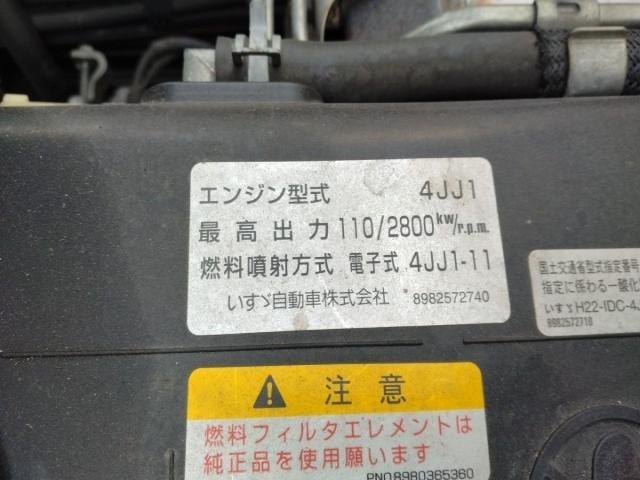 エンジン型式 4JJ1
最高出力 110/2800kw/r.p.m.
燃料噴射方式 電子式 4JJ1-11
いすゞ自動車株式会社 8982572740
国土交通省型式指定番号
指定に係わる一酸化
いすゞH22-IDC-4J
8982572710
注意
燃料フィルタエレメントは
純正品を使用願います
PNO8980365360